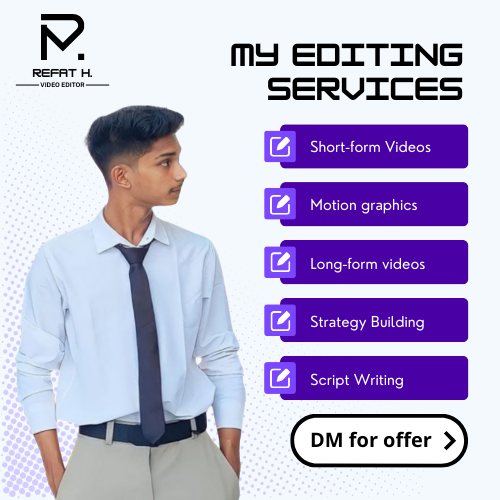 REFAT H.
VIDEO EDITOR
MY EDITING
SERVICES
Short-form Videos
Motion graphics
Long-form videos
Strategy Building
Script Writing
DM for offer